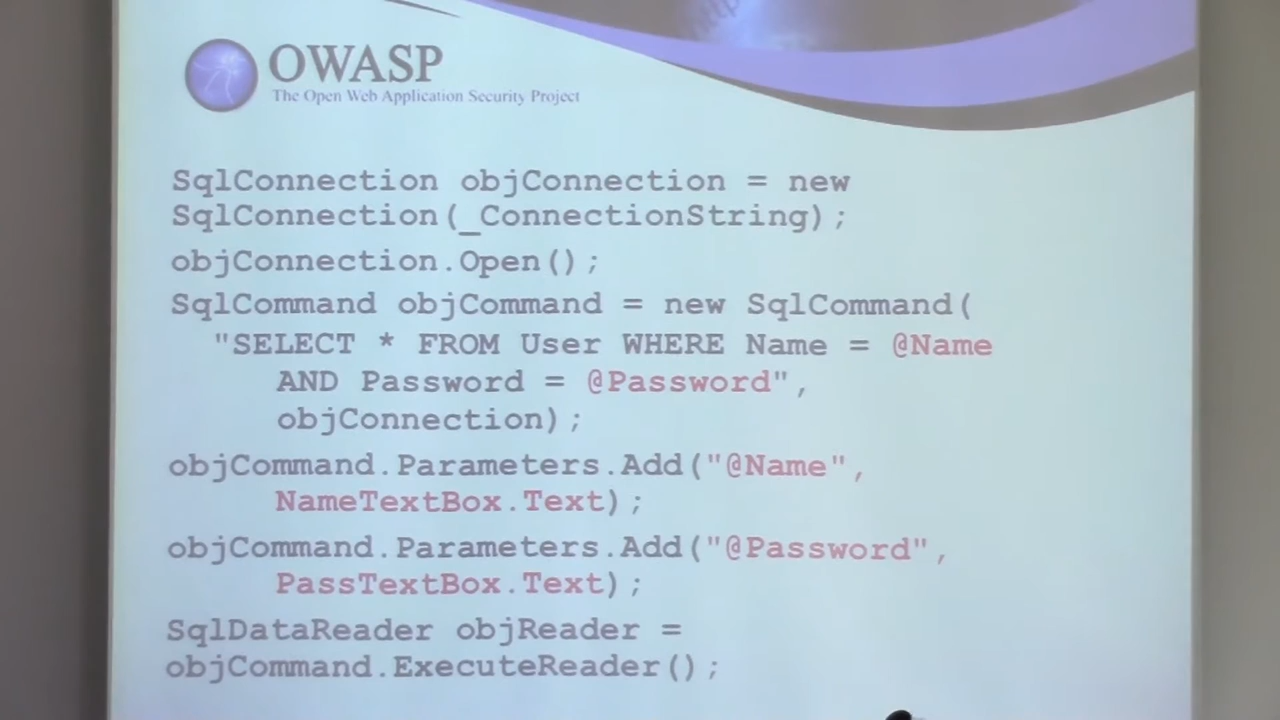 OWASP
The Open Web Application Security Project
SqlConnection objConnection = new
SqlConnection(_ConnectionString);
objConnection.Open();
SqlCommand objCommand = new SqlCommand(
"SELECT * FROM User WHERE Name = @Name
AND Password = @Password",
objConnection);
objCommand.Parameters.Add("@Name",
NameTextBox.Text);
objCommand.Parameters.Add("@Password",
PassTextBox.Text);
SqlDataReader objReader =
objCommand.ExecuteReader();